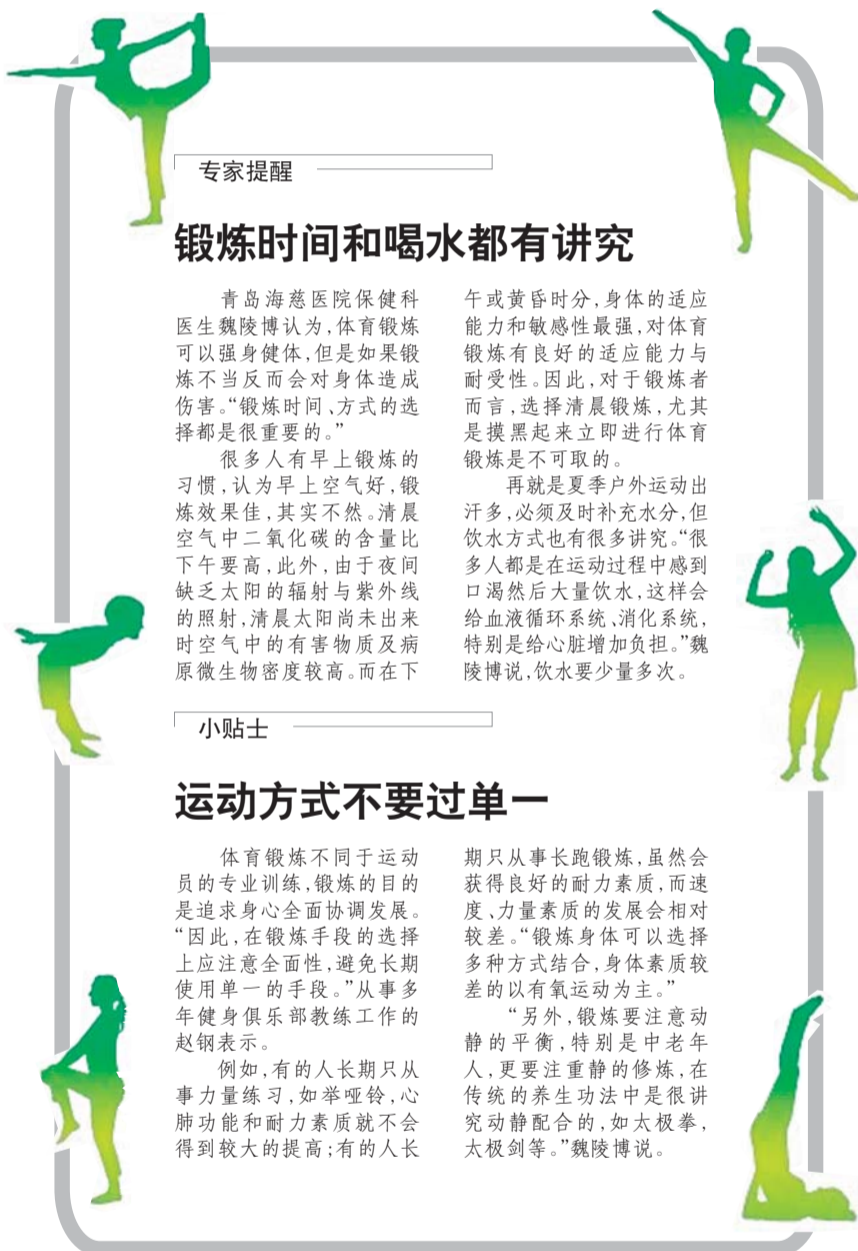 专家提醒
锻炼时间和喝水都有讲究
青岛海慈医院保健科
医生魏陵博认为,体育锻炼
可以强身健体,但是如果锻
炼不当反而会对身体造成
伤害。“锻炼时间、方式的选
择都是很重要的。”
很多人有早上锻炼的
习惯,认为早上空气好,锻
炼效果佳,其实不然。清晨
空气中二氧化碳的含量比
下午要高,此外,由于夜间
缺乏太阳的辐射与紫外线
的照射,清晨太阳尚未出来
时空气中的有害物质及病
原微生物密度较高。而在下
午或黄昏时分,身体的适应
能力和敏感性最强,对体育
锻炼有良好的适应能力与
耐受性。因此,对于锻炼者
而言,选择清晨锻炼,尤其
是摸黑起来立即进行体育
锻炼是不可取的。
再就是夏季户外运动出
汗多,必须及时补充水分,但
饮水方式也有很多讲究。“很
多人都是在运动过程中感到
口渴然后大量饮水,这样会
给血液循环系统、消化系统,
特别是给心脏增加负担。”魏
陵博说,饮水要少量多次。
小贴士
运动方式不要过单一
体育锻炼不同于运动
员的专业训练,锻炼的目的
是追求身心全面协调发展。
“因此,在锻炼手段的选择
上应注意全面性,避免长期
使用单一的手段。”从事多
年健身俱乐部教练工作的
赵钢表示。
例如,有的人长期只从
事力量练习,如举哑铃,心
肺功能和耐力素质就不会
得到较大的提高;有的人长
期只从事长跑锻炼,虽然会
获得良好的耐力素质,而速
度、力量素质的发展会相对
较差。“锻炼身体可以选择
多种方式结合,身体素质较
差的以有氧运动为主。”
“另外,锻炼要注意动
静的平衡,特别是中老年
人,更要注重静的修炼,在
传统的养生功法中是很讲
究动静配合的,如太极拳,
太极剑等。”魏陵博说。